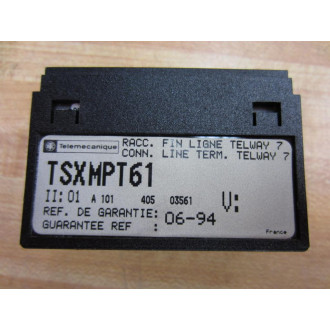 Telemecanique
RACC. FIN LIGNE TELWAY 7
CONN. LINE TERM. TELWAY 7
TSXMPT61
II: 01 A 101 405 03561 V:
REF. DE GARANTIE: 06-94
GUARANTEE REF :
France